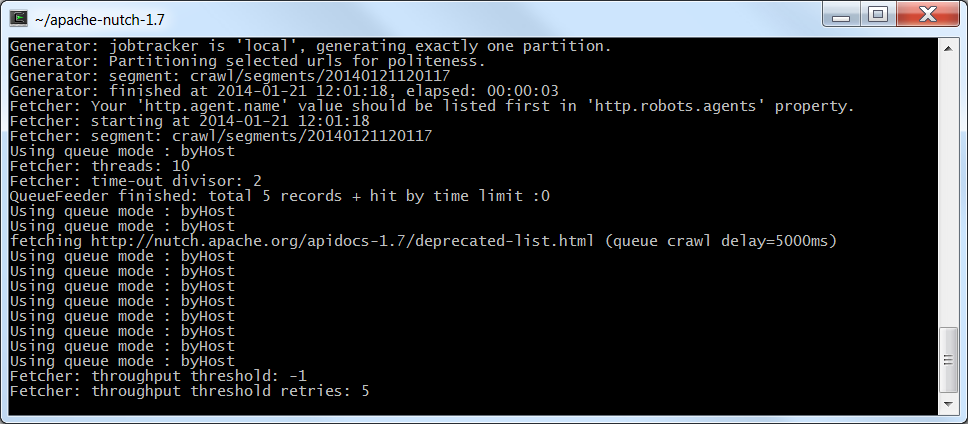 ~/apache-nutch-1.7
Generator: jobtracker is 'local', generating exactly one partition.
Generator: Partitioning selected urls for politeness.
Generator: segment: crawl/segments/20140121120117
Generator: finished at 2014-01-21 12:01:18, elapsed: 00:00:03
Fetcher: Your 'http.agent.name' value should be listed first in 'http.robots.agents' property.
Fetcher: starting at 2014-01-21 12:01:18
Fetcher: segment: crawl/segments/20140121120117
Using queue mode : byHost
Fetcher: threads: 10
Fetcher: time-out divisor: 2
QueueFeeder finished: total 5 records + hit by time limit :0
Using queue mode : byHost
Using queue mode : byHost
fetching http://nutch.apache.org/apidocs-1.7/deprecated-list.html (queue crawl delay=5000ms)
Using queue mode : byHost
Using queue mode : byHost
Using queue mode : byHost
Using queue mode : byHost
Using queue mode : byHost
Using queue mode : byHost
Using queue mode : byHost
Using queue mode : byHost
Fetcher: throughput threshold: -1
Fetcher: throughput threshold retries: 5